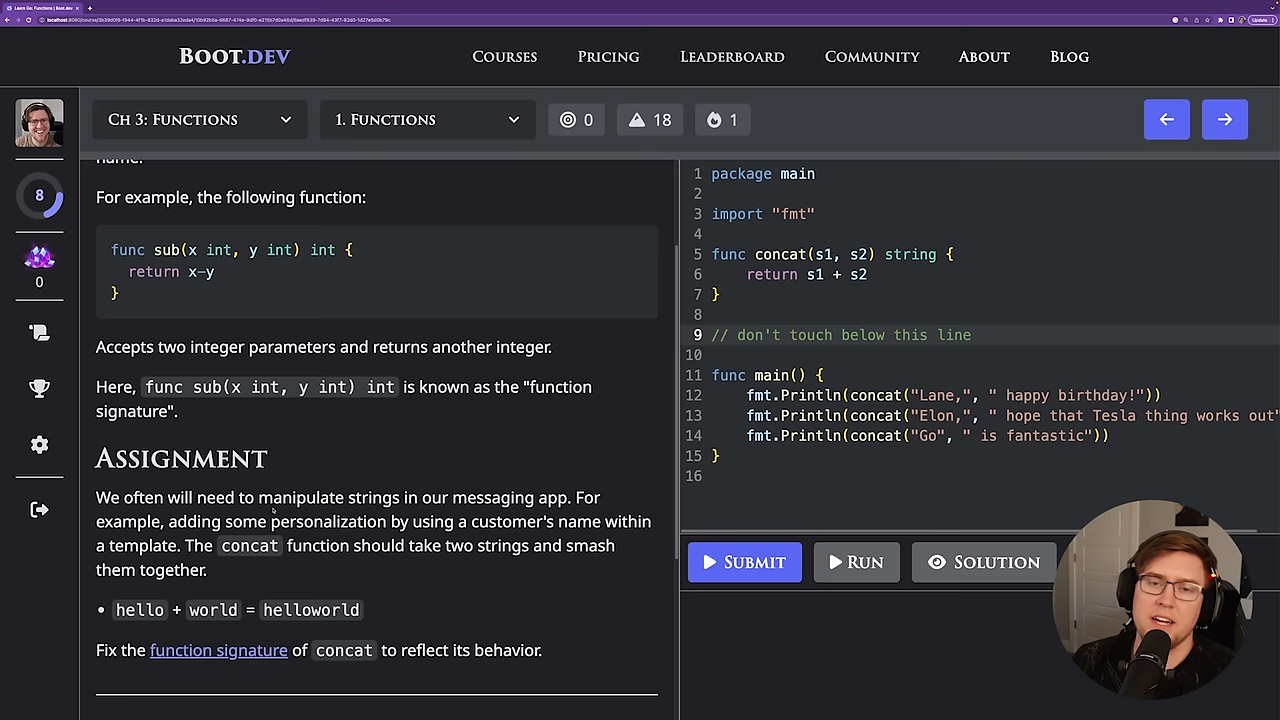 Learn Go: Functions | Boot.dev
Update
BOOT.DEV
COURSES
PRICING
LEADERBOARD
COMMUNITY
ABOUT
BLOG
CH 3: FUNCTIONS
1. FUNCTIONS
0
18
1
8
0
name.
For example, the following function:
func sub(x int, y int) int {
return x-y
}
Accepts two integer parameters and returns another integer.
Here, func sub(x int, y int) int is known as the "function
signature".
ASSIGNMENT
We often will need to manipulate strings in our messaging app. For
example, adding some personalization by using a customer's name within
a template. The concat function should take two strings and smash
them together.
• hello + world = helloworld
Fix the function signature of concat to reflect its behavior.
1 package main
2
3 import "fmt"
4
5 func concat(s1, s2) string {
6 return s1 + s2
7 }
8
9 // don't touch below this line
10
11 func main() {
12 fmt.Println(concat("Lane,", " happy birthday!"))
13 fmt.Println(concat("Elon,", " hope that Tesla thing works out"
14 fmt.Println(concat("Go", " is fantastic"))
15 }
16
SUBMIT
RUN
SOLUTION